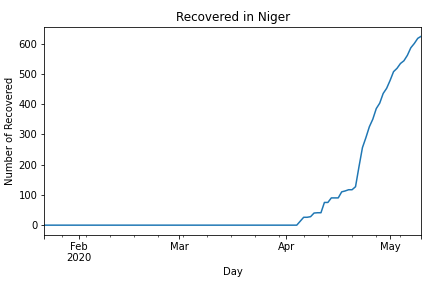 Recovered in Niger
Number of Recovered
600
500
400
300
200
100
0
Feb
2020
Mar
Apr
May
Day